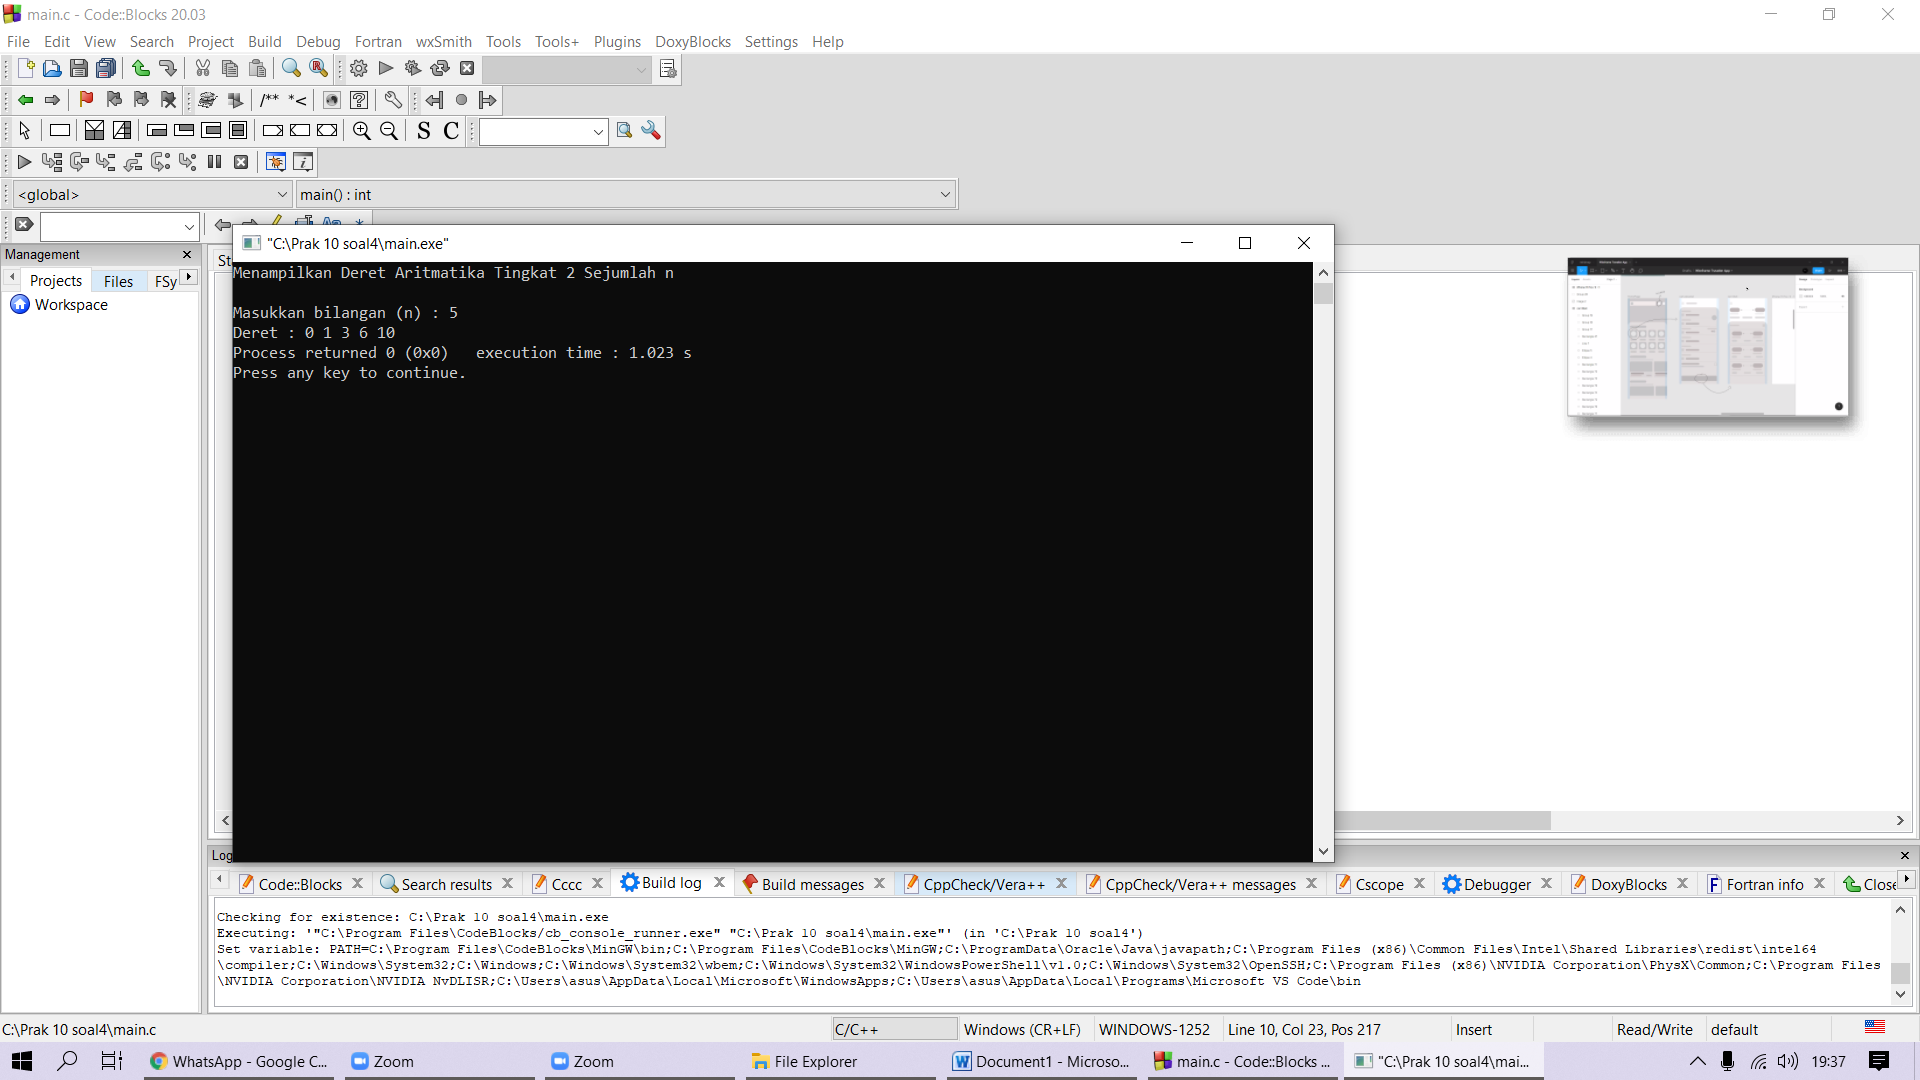 main.c - Code::Blocks 20.03
File Edit View Search Project Build Debug Fortran wxSmith Tools Tools+ Plugins DoxyBlocks Settings Help
/** *<
S C
<global> main() : int
Management
Projects Files FSy
Workspace
St
"C:\Prak 10 soal4\main.exe"
Menampilkan Deret Aritmatika Tingkat 2 Sejumlah n
Masukkan bilangan (n) : 5
Deret : 0 1 3 6 10
Process returned 0 (0x0)   execution time : 1.023 s
Press any key to continue.
Log
Code::Blocks Search results Cccc Build log Build messages CppCheck/Vera++ CppCheck/Vera++ messages Cscope Debugger DoxyBlocks Fortran info Close
Checking for existence: C:\Prak 10 soal4\main.exe
Executing: '"C:\Program Files\CodeBlocks/cb_console_runner.exe" "C:\Prak 10 soal4\main.exe"' (in 'C:\Prak 10 soal4')
Set variable: PATH=C:\Program Files\CodeBlocks\MinGW\bin;C:\Program Files\CodeBlocks\MinGW;C:\ProgramData\Oracle\Java\javapath;C:\Program Files (x86)\Common Files\Intel\Shared Libraries\redist\intel64
\compiler;C:\Windows\System32;C:\Windows;C:\Windows\System32\wbem;C:\Windows\System32\WindowsPowerShell\v1.0;C:\Windows\System32\OpenSSH;C:\Program Files (x86)\NVIDIA Corporation\PhysX\Common;C:\Program Files
\NVIDIA Corporation\NVIDIA NvDLISR;C:\Users\asus\AppData\Local\Microsoft\WindowsApps;C:\Users\asus\AppData\Local\Programs\Microsoft VS Code\bin
C:\Prak 10 soal4\main.c C/C++ Windows (CR+LF) WINDOWS-1252 Line 10, Col 23, Pos 217 Insert Read/Write default
WhatsApp - Google C... Zoom Zoom File Explorer Document1 - Microso... main.c - Code::Blocks ... "C:\Prak 10 soal4\mai... 19:37